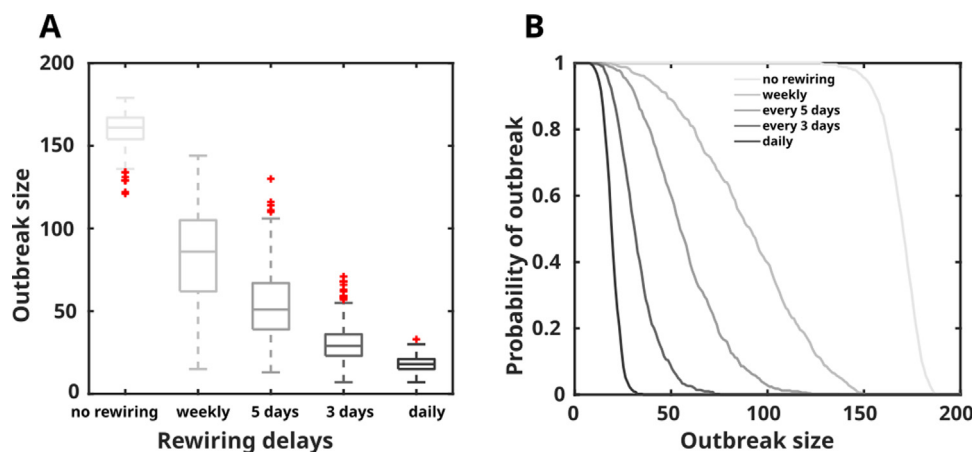 A
200
150
100
50
0
Outbreak size
no rewiring weekly 5 days 3 days daily
Rewiring delays
B
1
0.8
0.6
0.4
0.2
0
Probability of outbreak
no rewiring
weekly
every 5 days
every 3 days
daily
0 50 100 150 200
Outbreak size